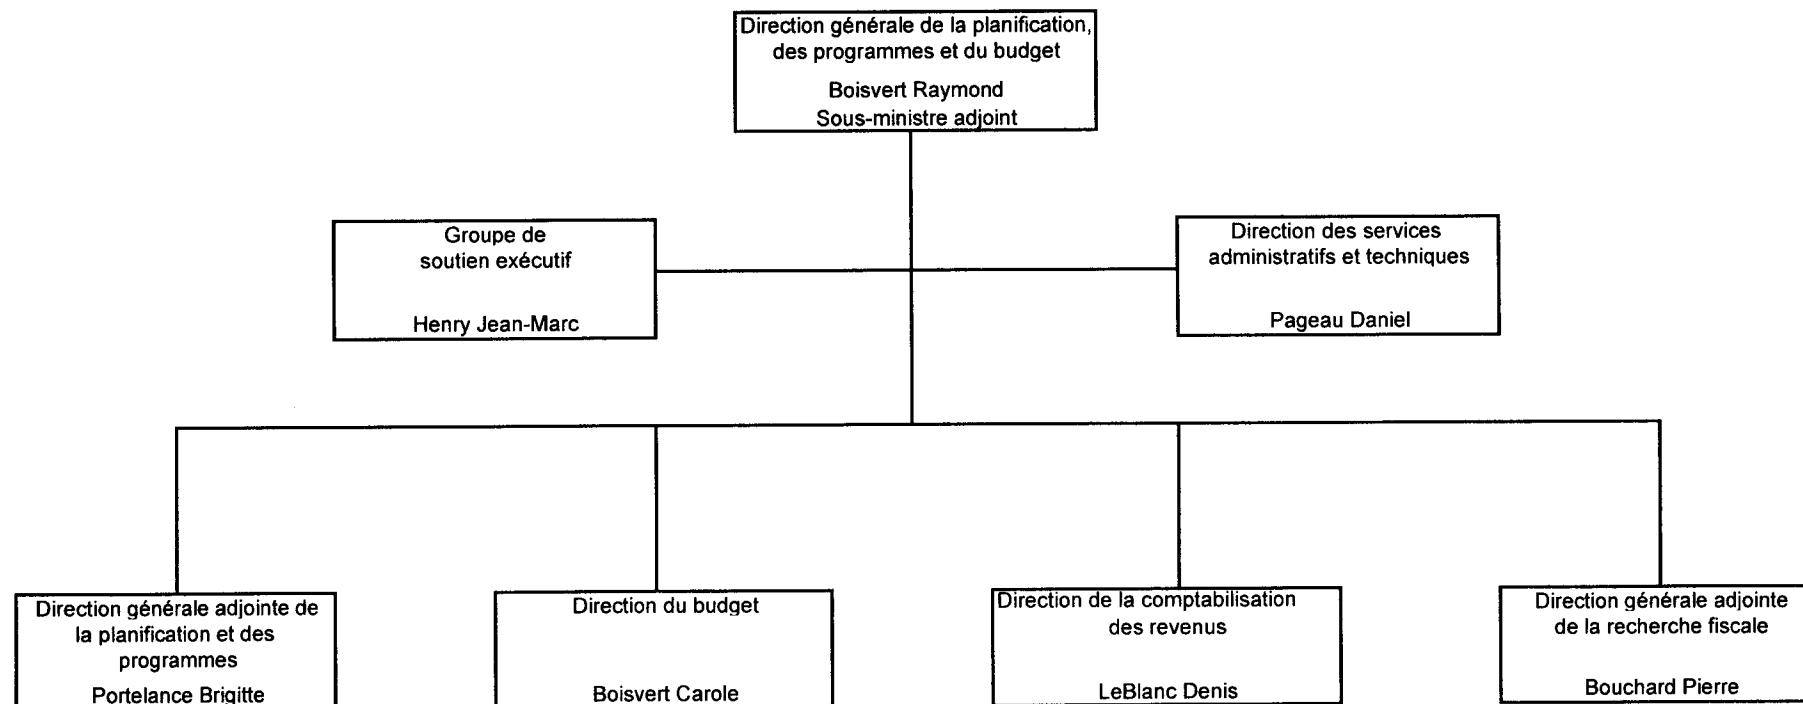 Direction générale de la planification,
des programmes et du budget
Boisvert Raymond
Sous-ministre adjoint
Groupe de
soutien exécutif
Henry Jean-Marc
Direction des services
administratifs et techniques
Pageau Daniel
Direction générale adjointe de
la planification et des
programmes
Portelance Brigitte
Direction du budget
Boisvert Carole
Direction de la comptabilisation
des revenus
LeBlanc Denis
Direction générale adjointe
de la recherche fiscale
Bouchard Pierre